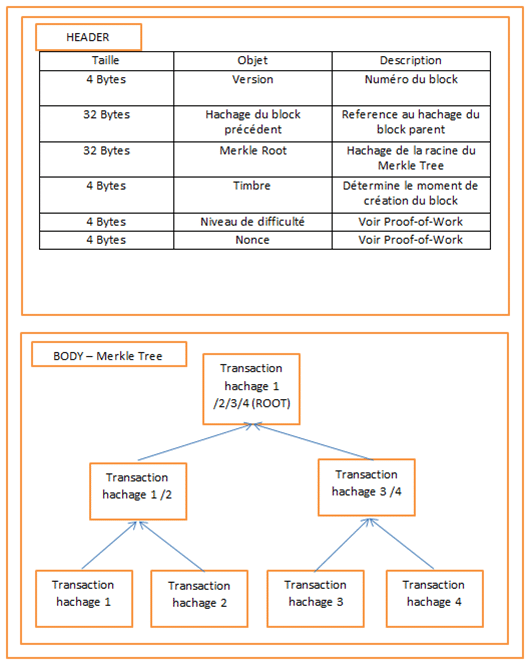 HEADER
Taille Objet Description
4 Bytes Version Numéro du block
32 Bytes Hachage du block Reference au hachage du
précédent block parent
32 Bytes Merkle Root Hachage de la racine du
Merkle Tree
4 Bytes Timbre Détermine le moment de
création du block
4 Bytes Niveau de difficulté Voir Proof-of-Work
4 Bytes Nonce Voir Proof-of-Work
BODY – Merkle Tree
Transaction
hachage 1
/2/3/4 (ROOT)
Transaction
hachage 1 /2
Transaction
hachage 3 /4
Transaction
hachage 1
Transaction
hachage 2
Transaction
hachage 3
Transaction
hachage 4